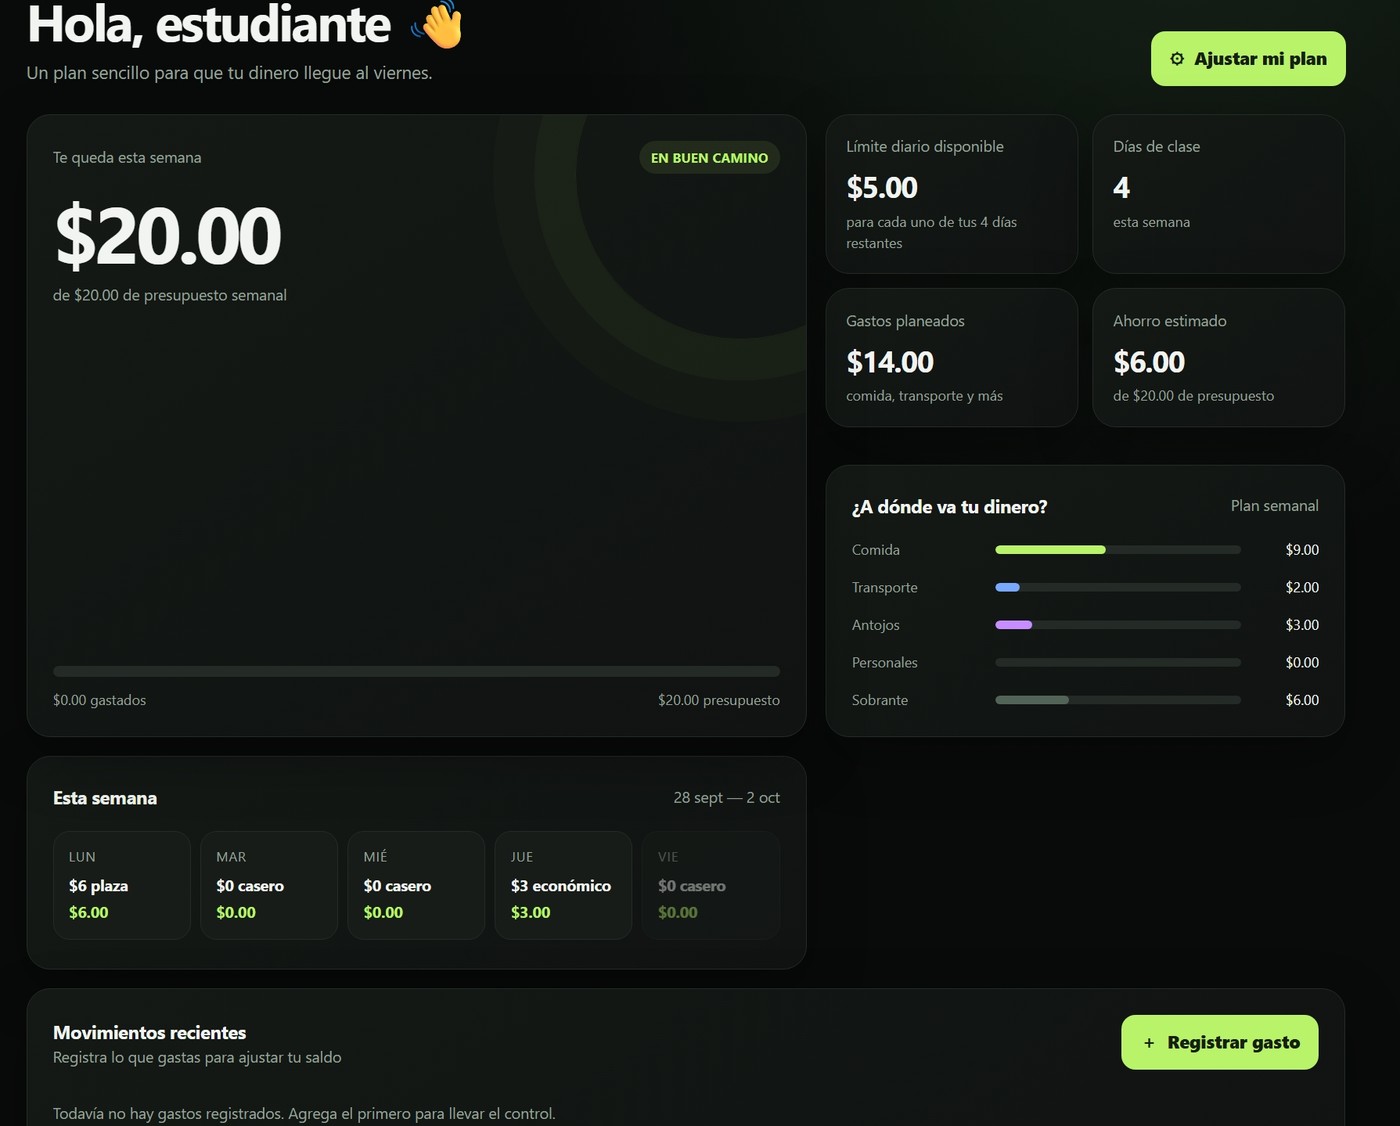 Hola, estudiante 👋
Un plan sencillo para que tu dinero llegue al viernes.
⚙ Ajustar mi plan
Te queda esta semana
EN BUEN CAMINO
$20.00
de $20.00 de presupuesto semanal
$0.00 gastados
$20.00 presupuesto
Límite diario disponible
$5.00
para cada uno de tus 4 días
restantes
Días de clase
4
esta semana
Gastos planeados
$14.00
comida, transporte y más
Ahorro estimado
$6.00
de $20.00 de presupuesto
¿A dónde va tu dinero?
Plan semanal
Comida $9.00
Transporte $2.00
Antojos $3.00
Personales $0.00
Sobrante $6.00
Esta semana
28 sept — 2 oct
LUN
$6 plaza
$6.00
MAR
$0 casero
$0.00
MIÉ
$0 casero
$0.00
JUE
$3 económico
$3.00
VIE
$0 casero
$0.00
Movimientos recientes
Registra lo que gastas para ajustar tu saldo
+ Registrar gasto
Todavía no hay gastos registrados. Agrega el primero para llevar el control.